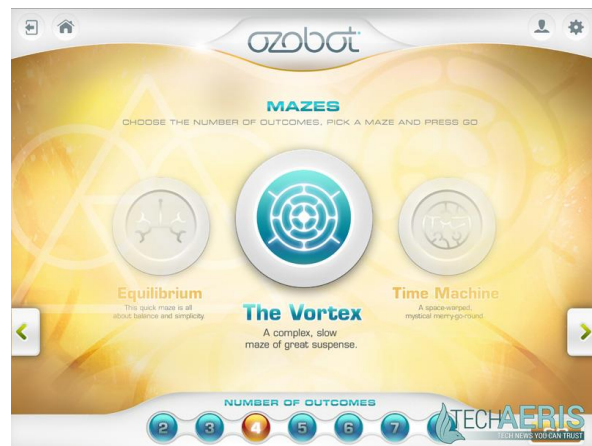 ozobot
MAZES
CHOOSE THE NUMBER OF OUTCOMES, PICK A MAZE AND PRESS GO
Equilibrium
This quick maze is all
about balance and simplicity.
The Vortex
A complex, slow
maze of great suspense.
Time Machine
A space-warped,
mystical merry-go-round.
NUMBER OF OUTCOMES
2 3 4 5 6 7
TECHAERIS
TECH NEWS YOU CAN TRUST